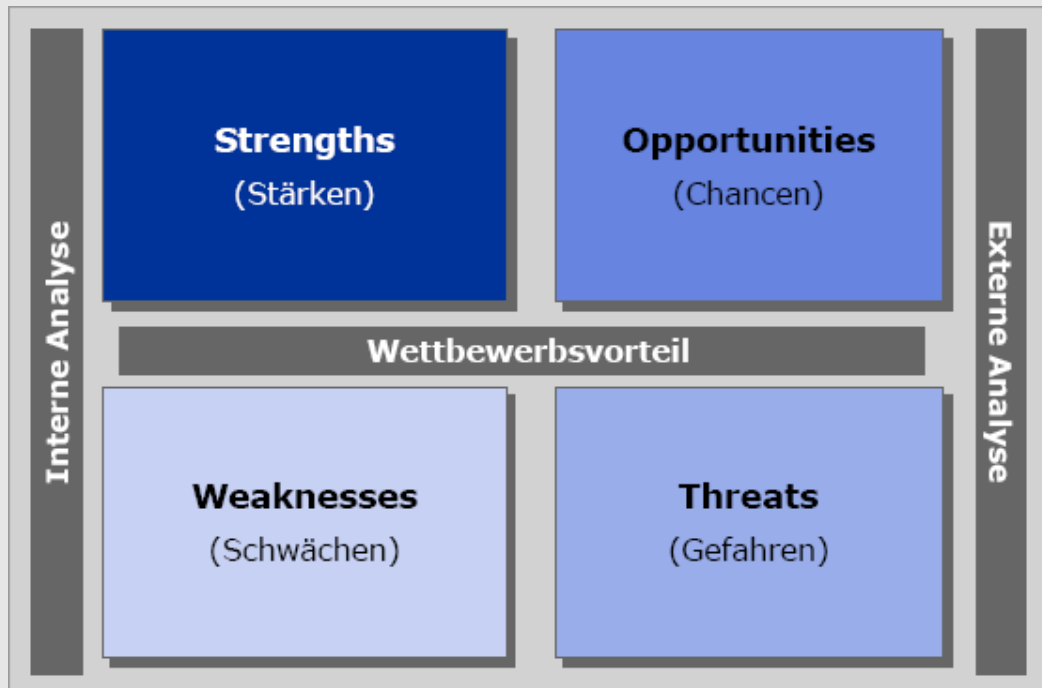 Interne Analyse
Strengths
(Stärken)
Opportunities
(Chancen)
Wettbewerbsvorteil
Weaknesses
(Schwächen)
Threats
(Gefahren)
Externe Analyse